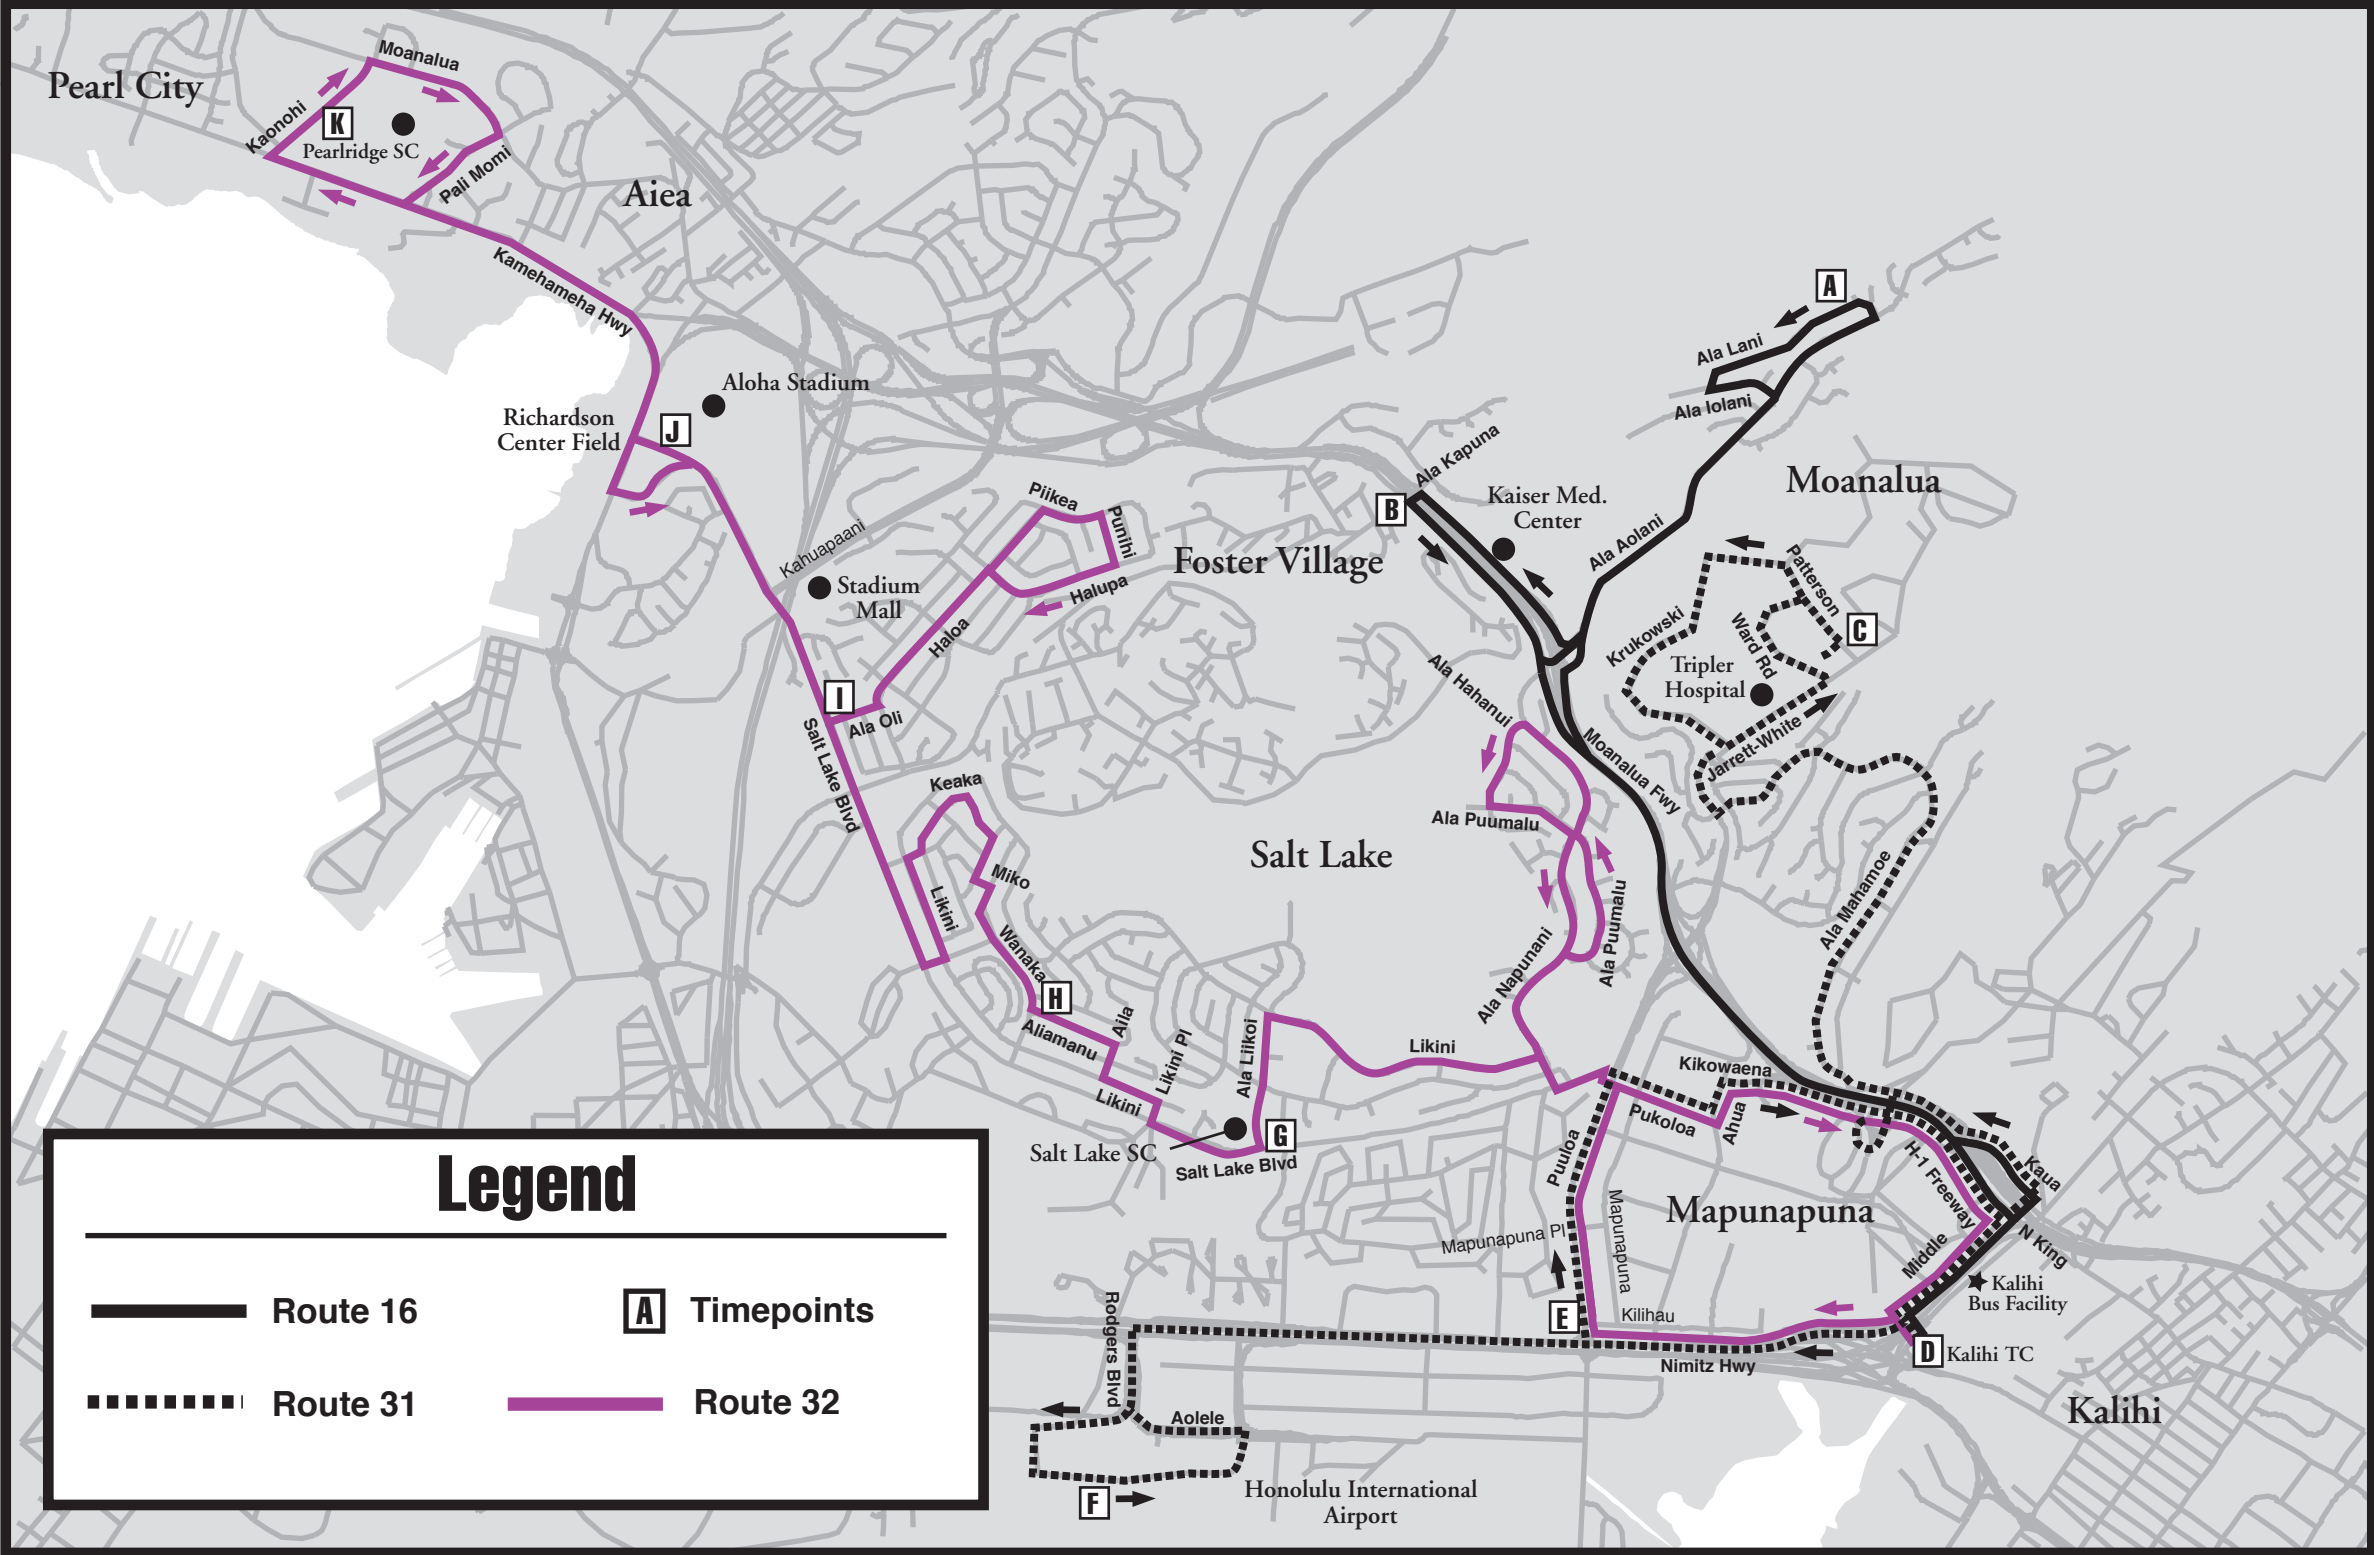 Pearl City
Moanalua
Kaonohi
K
Pearlridge SC
Pali Momi
Aiea
Kamehameha Hwy
Aloha Stadium
Richardson
Center Field
J
Kahuapaani
Stadium
Mall
Piikea
Punihi
Halupa
Haloa
Foster Village
I
Ala Oli
Salt Lake Blvd
Keaka
Likini
Miko
Wanaka
H
Aliamanu
Aila
Likini
Likini Pl
Ala Liikoi
Salt Lake SC
G
Salt Lake Blvd
Salt Lake
Likini
A
Ala Lani
Ala Iolani
Ala Kapuna
B
Kaiser Med.
Center
Ala Aolani
Moanalua
Patterson
C
Krukowski
Ward Rd
Tripler
Hospital
Jarrett-White
Ala Hahanui
Moanalua Fwy
Ala Puumalu
Ala Puumalu
Ala Napunani
Ala Mahamoe
Kikowaena
Pukoloa
Ahua
Puuloa
Mapunapuna
Mapunapuna
Mapunapuna Pl
H-1 Freeway
Kaua
N King
Middle
Kalihi
Bus Facility
E
Kilihau
D
Kalihi TC
Nimitz Hwy
Kalihi
Rodgers Blvd
Aolele
F
Honolulu International
Airport
Legend
Route 16
A
Timepoints
Route 31
Route 32